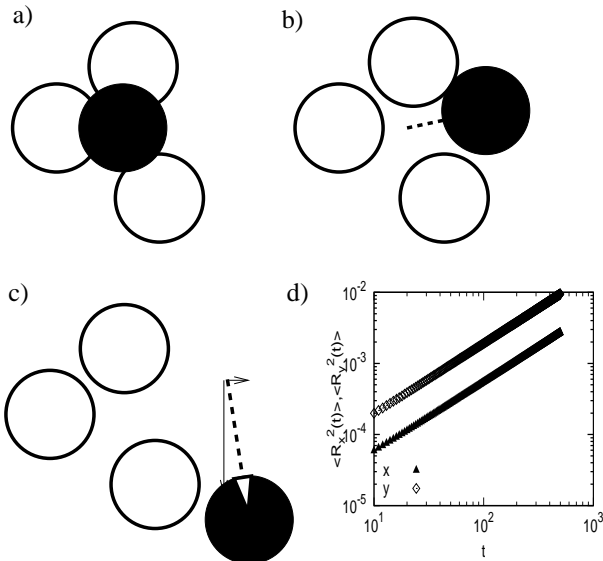 a)
b)
c)
d)
<R_x^2(t)>,<R_y^2(t)>
10^-2
10^-3
10^-4
10^-5
x
y
10^1
10^2
10^3
t